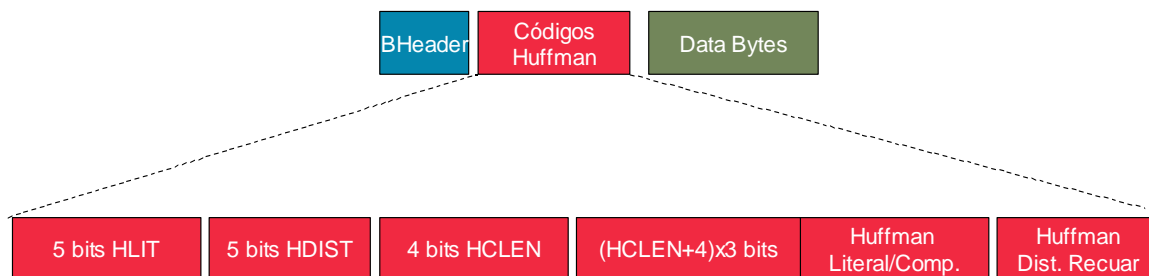 BHeader
Códigos
Huffman
Data Bytes
5 bits HLIT
5 bits HDIST
4 bits HCLEN
(HCLEN+4)x3 bits
Huffman
Literal/Comp.
Huffman
Dist. Recuar